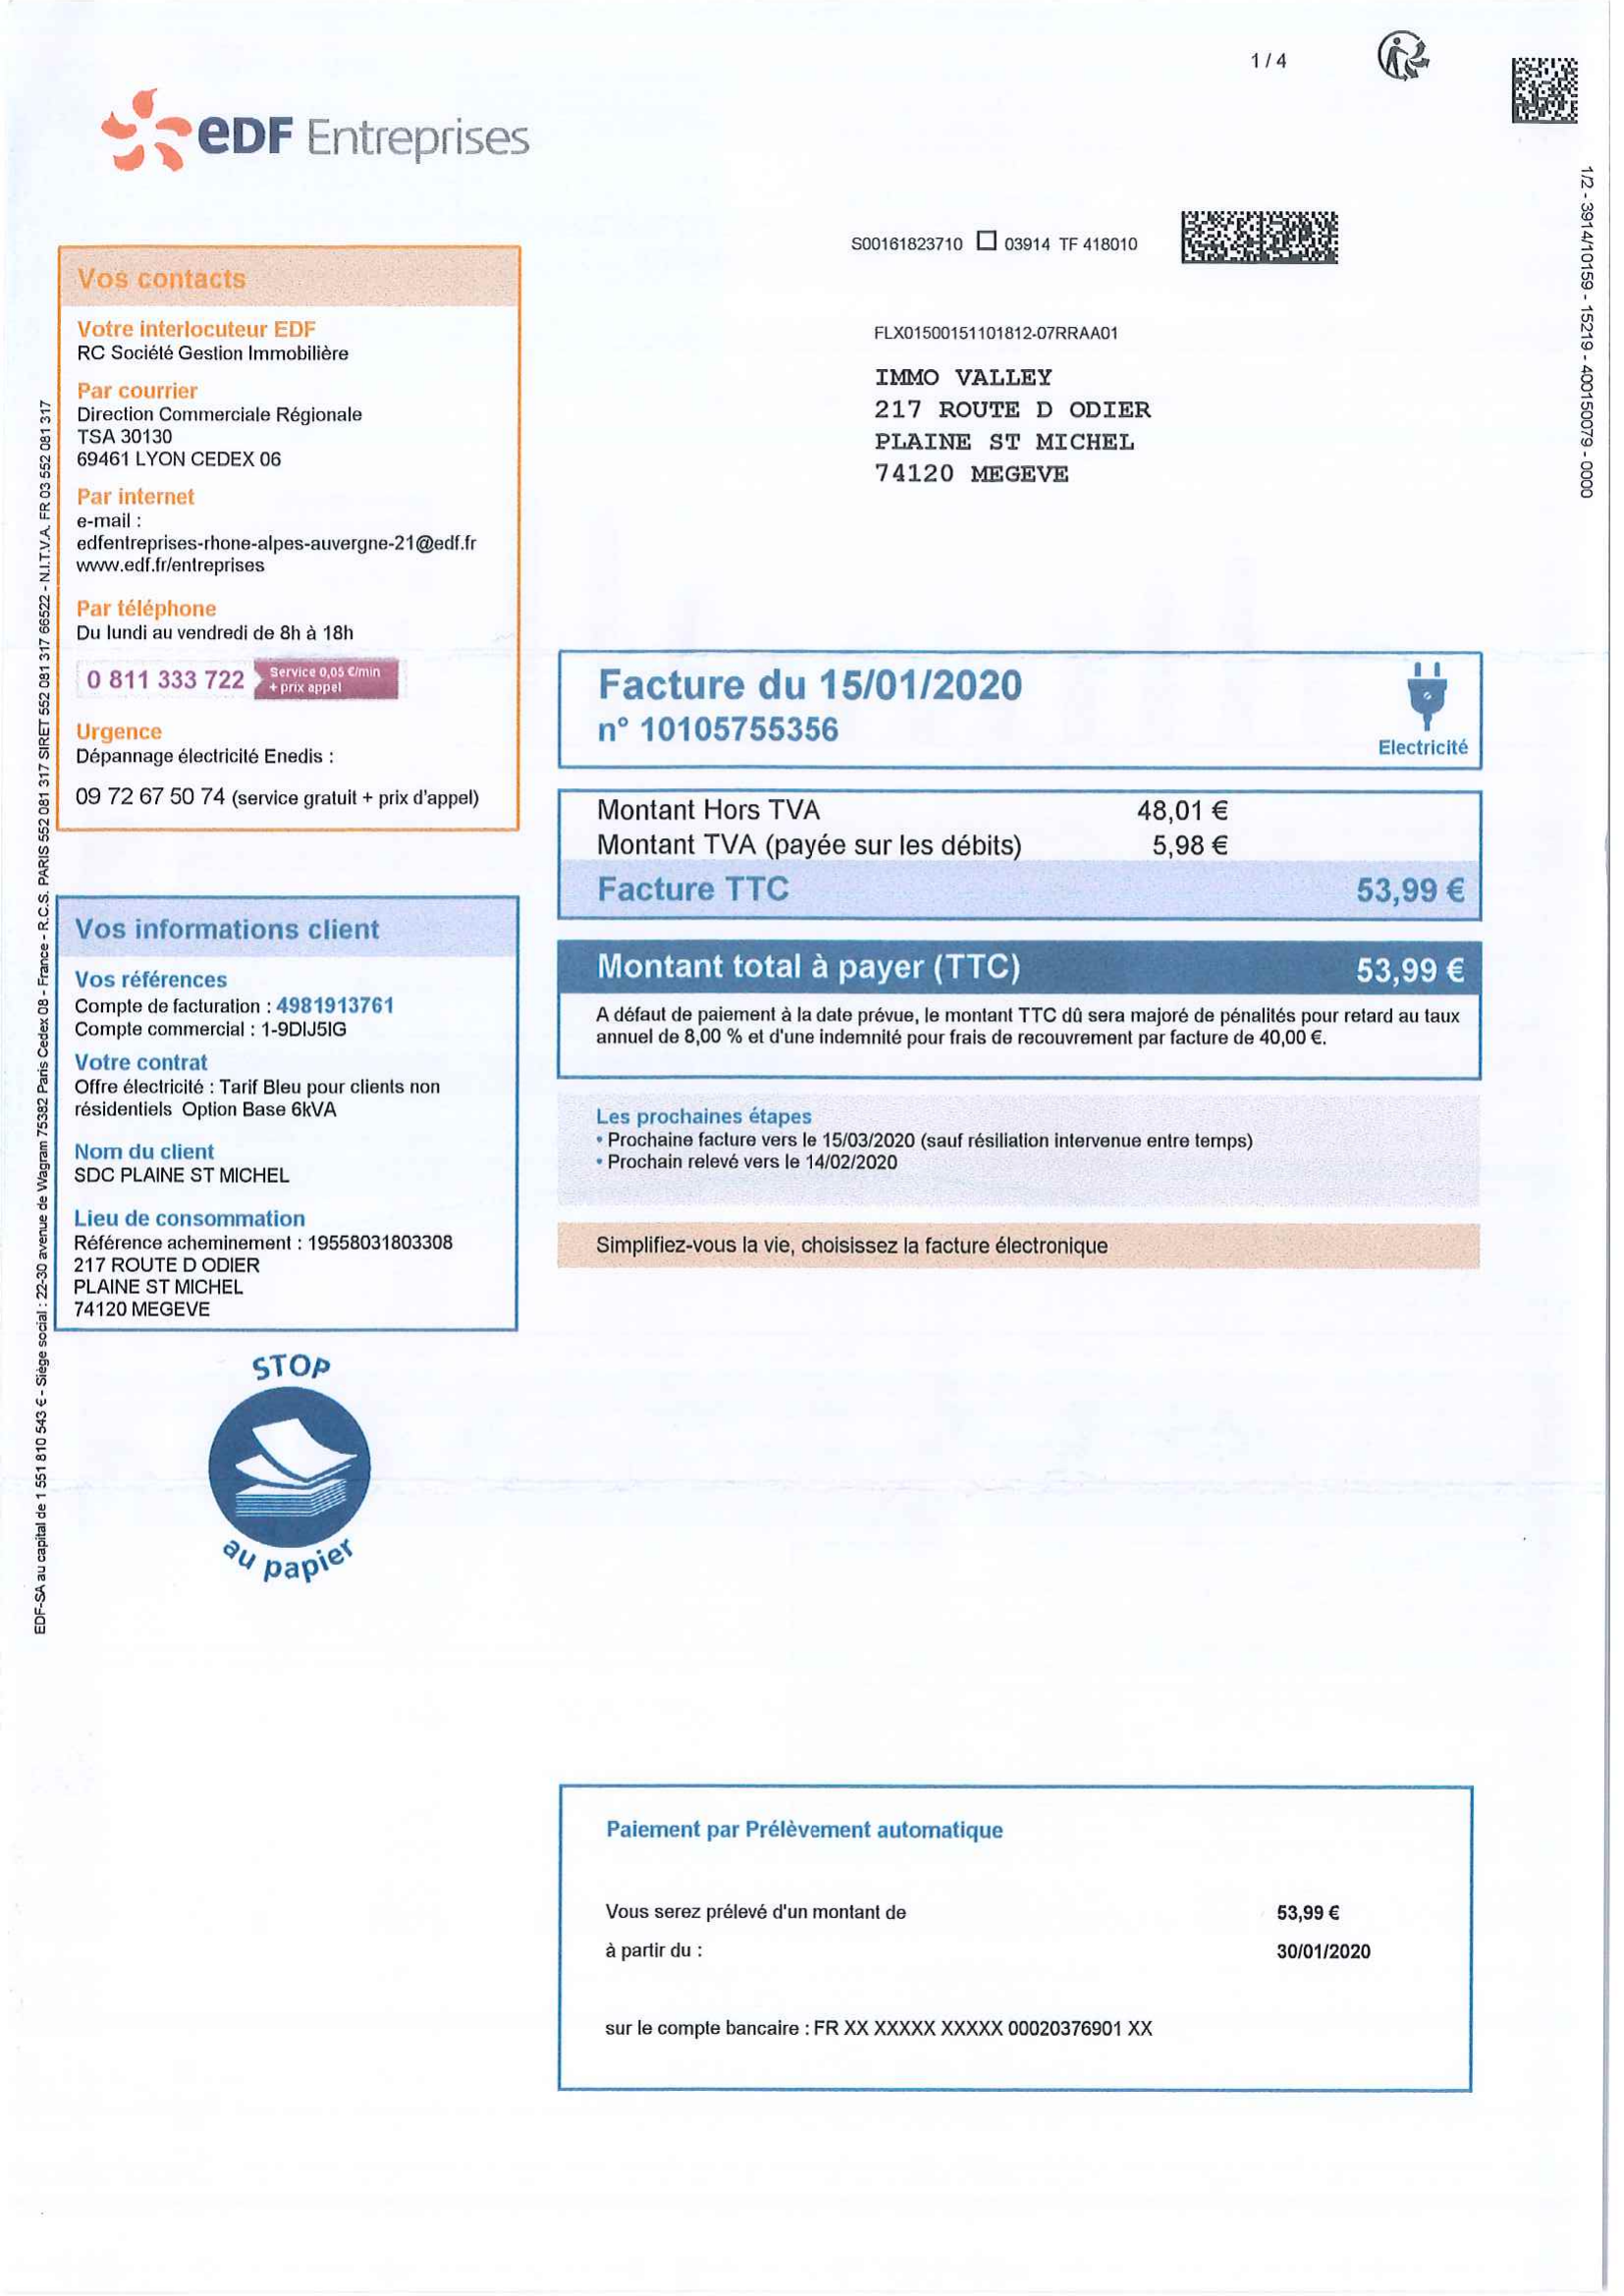 1 / 4
eDF Entreprises
S00161823710 03914 TF 418010
FLX01500151101812-07RRAA01
IMMO VALLEY
217 ROUTE D ODIER
PLAINE ST MICHEL
74120 MEGEVE
1/2 - 3914/10159 - 15219 - 400150079 - 0000
Vos contacts
Votre interlocuteur EDF
RC Société Gestion Immobilière
Par courrier
Direction Commerciale Régionale
TSA 30130
69461 LYON CEDEX 06
Par internet
e-mail :
edfentreprises-rhone-alpes-auvergne-21@edf.fr
www.edf.fr/entreprises
Par téléphone
Du lundi au vendredi de 8h à 18h
0 811 333 722 Service 0,05 €/min
+ prix appel
Urgence
Dépannage électricité Enedis :
09 72 67 50 74 (service gratuit + prix d'appel)
Facture du 15/01/2020
n° 10105755356
Electricité
Montant Hors TVA 48,01 €
Montant TVA (payée sur les débits) 5,98 €
Facture TTC 53,99 €
Montant total à payer (TTC) 53,99 €
A défaut de paiement à la date prévue, le montant TTC dû sera majoré de pénalités pour retard au taux
annuel de 8,00 % et d'une indemnité pour frais de recouvrement par facture de 40,00 €.
Les prochaines étapes
• Prochaine facture vers le 15/03/2020 (sauf résiliation intervenue entre temps)
• Prochain relevé vers le 14/02/2020
Simplifiez-vous la vie, choisissez la facture électronique
Vos informations client
Vos références
Compte de facturation : 4981913761
Compte commercial : 1-9DIJ5IG
Votre contrat
Offre électricité : Tarif Bleu pour clients non
résidentiels Option Base 6kVA
Nom du client
SDC PLAINE ST MICHEL
Lieu de consommation
Référence acheminement : 19558031803308
217 ROUTE D ODIER
PLAINE ST MICHEL
74120 MEGEVE
STOP
au papier
EDF-SA au capital de 1 551 810 543 € - Siège social : 22-30 avenue de Wagram 75382 Paris Cedex 08 - France - R.C.S. PARIS 552 081 317 SIRET 552 081 317 66522 - N.I.T.V.A. FR 03 552 081 317
Paiement par Prélèvement automatique
Vous serez prélevé d'un montant de 53,99 €
à partir du : 30/01/2020
sur le compte bancaire : FR XX XXXXX XXXXX 00020376901 XX